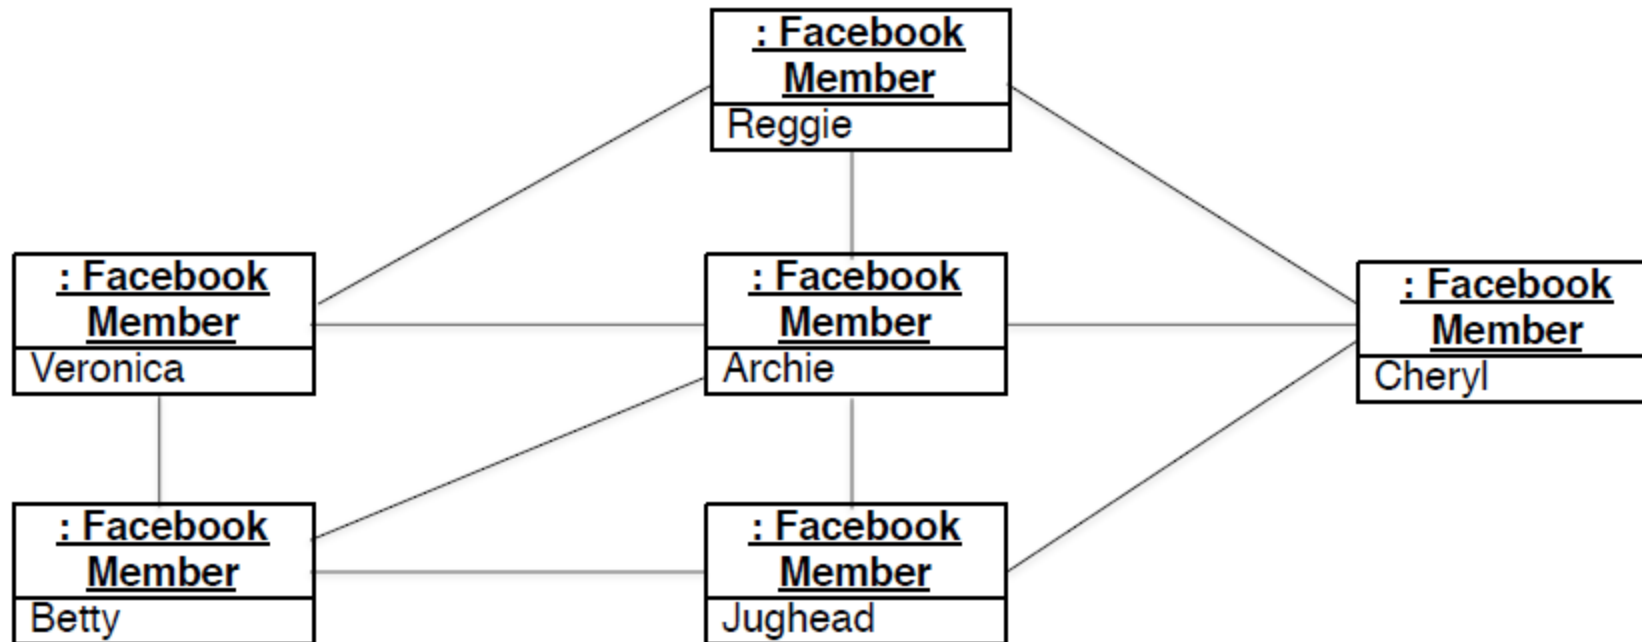 : Facebook
Member
Reggie
: Facebook
Member
Veronica
: Facebook
Member
Archie
: Facebook
Member
Cheryl
: Facebook
Member
Betty
: Facebook
Member
Jughead